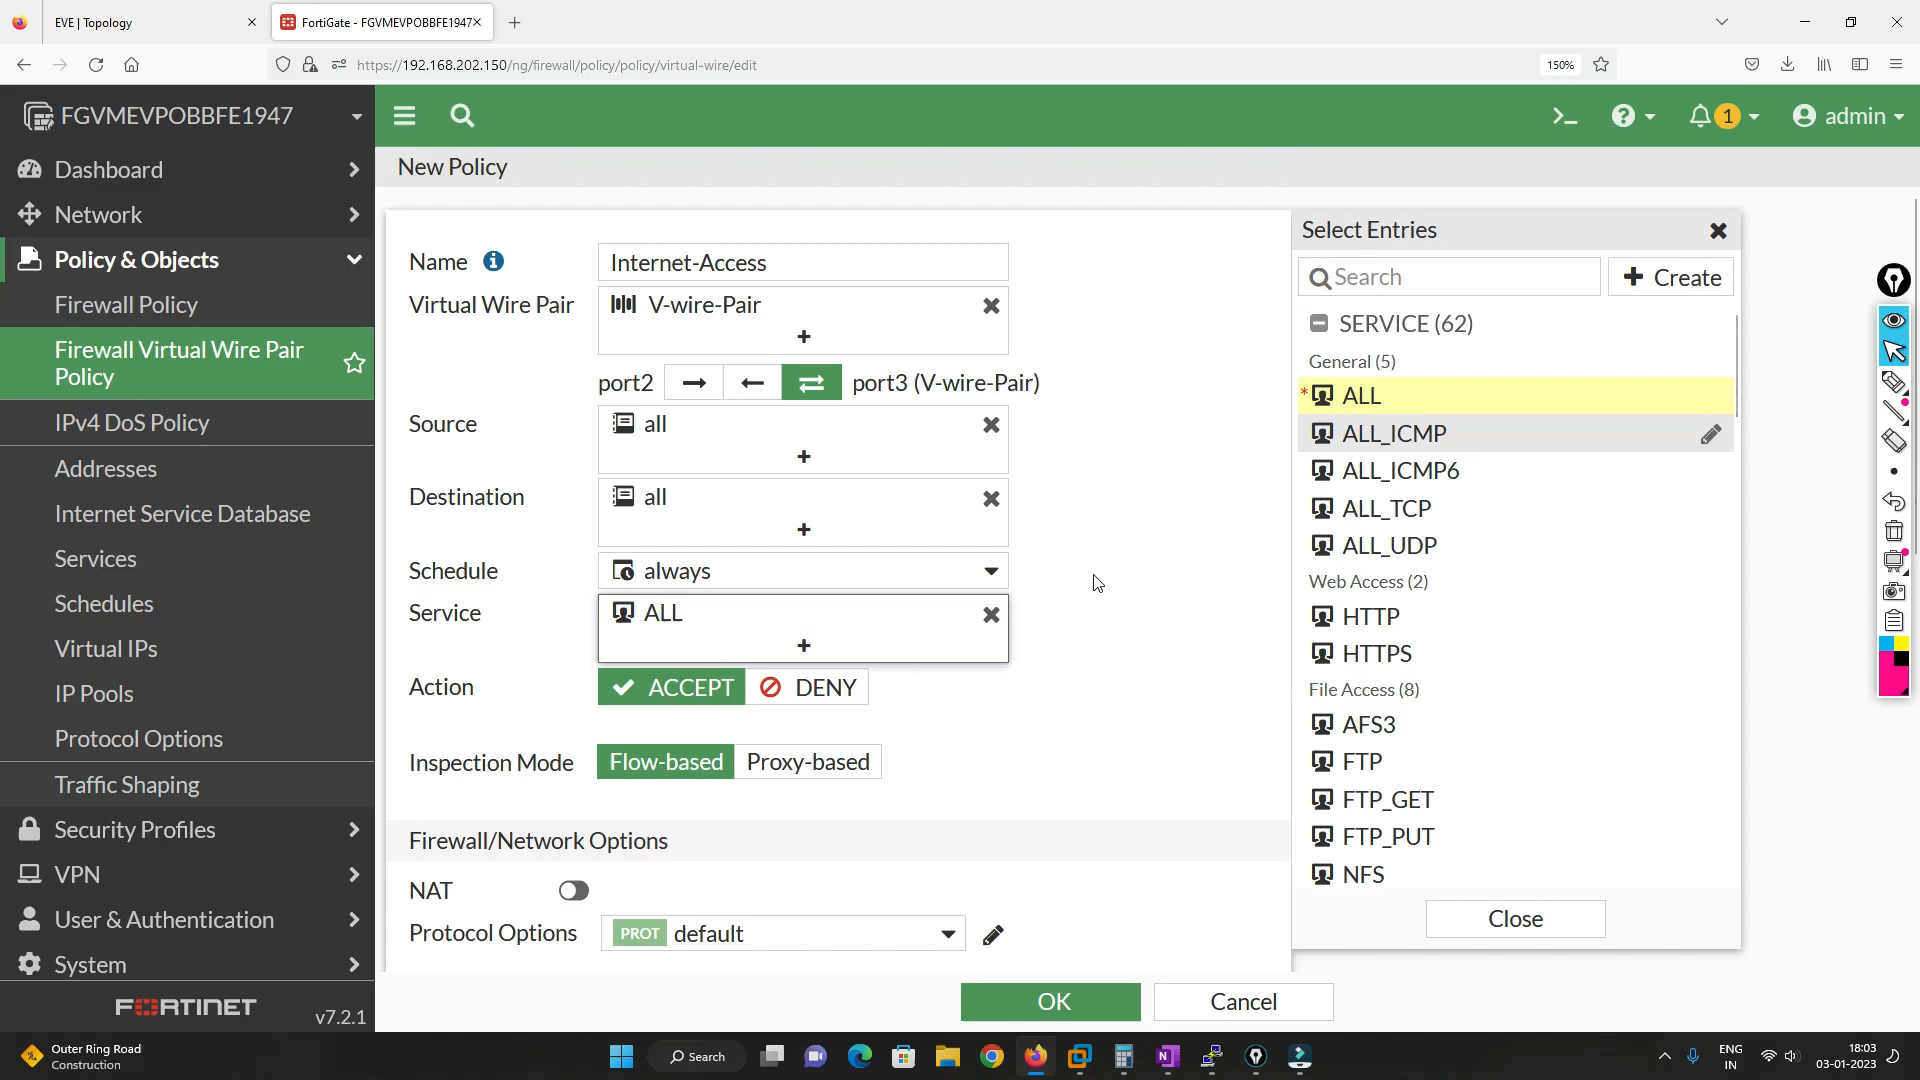 EVE | Topology
FortiGate - FGVMEVPOBBFE1947
https://192.168.202.150/ng/firewall/policy/policy/virtual-wire/edit
150%
FGVMEVPOBBFE1947
1
admin
Dashboard
Network
Policy & Objects
Firewall Policy
Firewall Virtual Wire Pair
Policy
IPv4 DoS Policy
Addresses
Internet Service Database
Services
Schedules
Virtual IPs
IP Pools
Protocol Options
Traffic Shaping
Security Profiles
VPN
User & Authentication
System
FORTINET
v7.2.1
New Policy
Name
Internet-Access
Virtual Wire Pair
V-wire-Pair
port2
port3 (V-wire-Pair)
Source
all
Destination
all
Schedule
always
Service
ALL
Action
ACCEPT
DENY
Inspection Mode
Flow-based
Proxy-based
Firewall/Network Options
NAT
Protocol Options
PROT default
OK
Cancel
Select Entries
Search
Create
SERVICE (62)
General (5)
* ALL
ALL_ICMP
ALL_ICMP6
ALL_TCP
ALL_UDP
Web Access (2)
HTTP
HTTPS
File Access (8)
AFS3
FTP
FTP_GET
FTP_PUT
NFS
Close
Outer Ring Road
Construction
Search
ENG
IN
18:03
03-01-2023